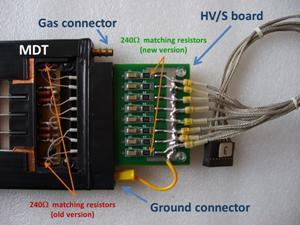 Gas connector
HV/S board
240Ω matching resistors
(new version)
MDT
240Ω matching resistors
(old version)
Ground connector